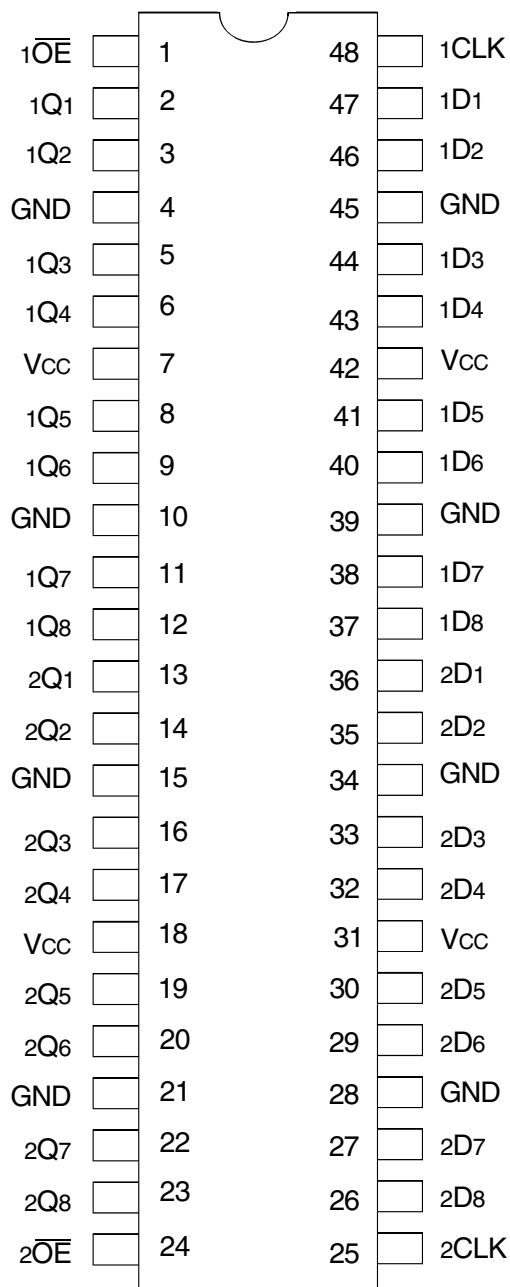 1O̅E̅ 1 48 1CLK
1Q1 2 47 1D1
1Q2 3 46 1D2
GND 4 45 GND
1Q3 5 44 1D3
1Q4 6 43 1D4
VCC 7 42 VCC
1Q5 8 41 1D5
1Q6 9 40 1D6
GND 10 39 GND
1Q7 11 38 1D7
1Q8 12 37 1D8
2Q1 13 36 2D1
2Q2 14 35 2D2
GND 15 34 GND
2Q3 16 33 2D3
2Q4 17 32 2D4
VCC 18 31 VCC
2Q5 19 30 2D5
2Q6 20 29 2D6
GND 21 28 GND
2Q7 22 27 2D7
2Q8 23 26 2D8
2O̅E̅ 24 25 2CLK